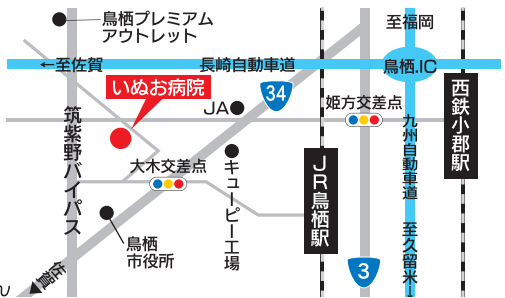 鳥栖プレミアム
アウトレット
至福岡
←至佐賀
長崎自動車道
鳥栖.IC
いぬお病院
34
JA
姫方交差点
西鉄小郡駅
筑紫野バイパス
九州自動車道
大木交差点
キューピー工場
JR鳥栖駅
鳥栖
市役所
至久留米→
佐賀
3